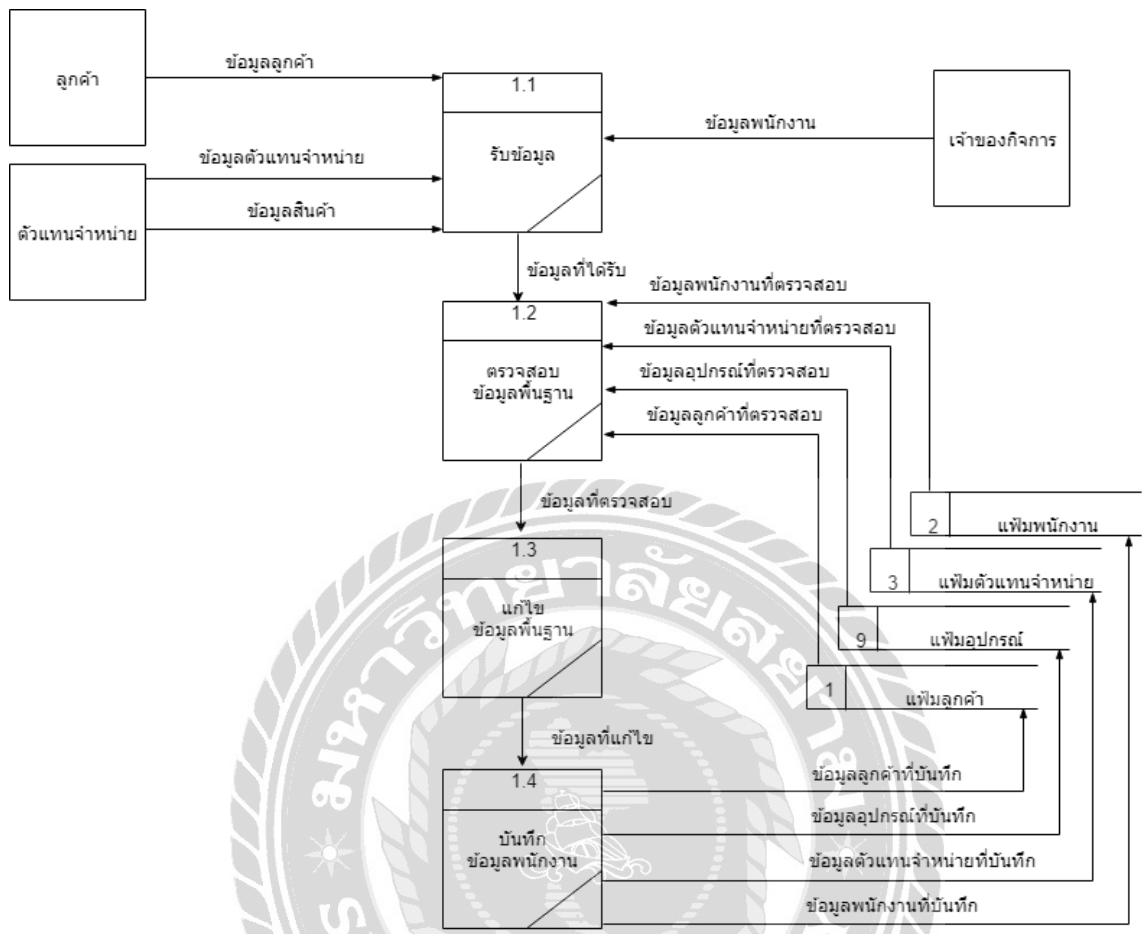 ลูกค้า
ข้อมูลลูกค้า
1.1
รับข้อมูล
ข้อมูลพนักงาน
เจ้าของกิจการ
ข้อมูลตัวแทนจำหน่าย
ข้อมูลสินค้า
ตัวแทนจำหน่าย
ข้อมูลที่ได้รับ
1.2
ตรวจสอบ
ข้อมูลพื้นฐาน
ข้อมูลพนักงานที่ตรวจสอบ
ข้อมูลตัวแทนจำหน่ายที่ตรวจสอบ
ข้อมูลอุปกรณ์ที่ตรวจสอบ
ข้อมูลลูกค้าที่ตรวจสอบ
ข้อมูลที่ตรวจสอบ
2
แฟ้มพนักงาน
3
แฟ้มตัวแทนจำหน่าย
9
แฟ้มอุปกรณ์
1
แฟ้มลูกค้า
1.3
แก้ไข
ข้อมูลพื้นฐาน
ข้อมูลที่แก้ไข
1.4
บันทึก
ข้อมูลพนักงาน
ข้อมูลลูกค้าที่บันทึก
ข้อมูลอุปกรณ์ที่บันทึก
ข้อมูลตัวแทนจำหน่ายที่บันทึก
ข้อมูลพนักงานที่บันทึก
มหาวิทยาลัยสยาม